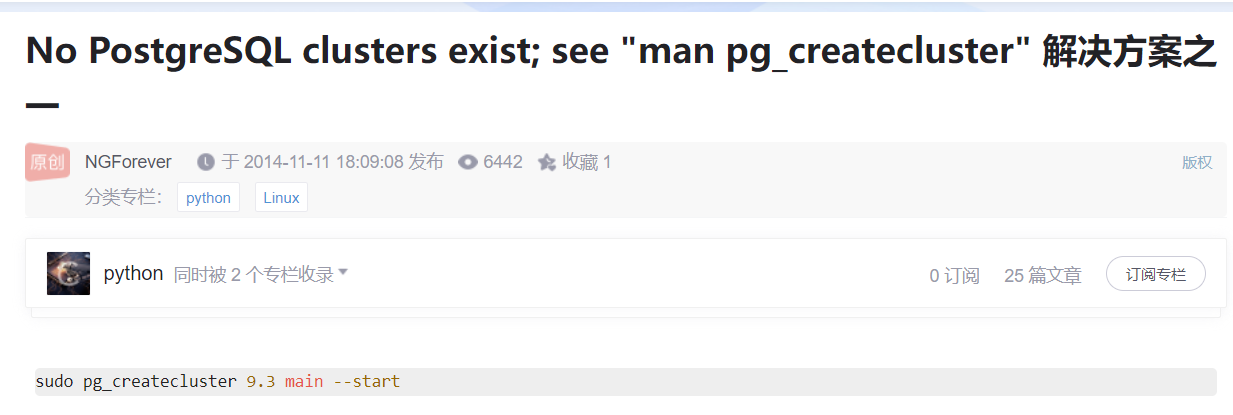 No PostgreSQL clusters exist; see "man pg_createcluster" 解决方案之
一
原创 NGForever 于 2014-11-11 18:09:08 发布 6442 收藏 1 版权
分类专栏： python Linux
python 同时被 2 个专栏收录 0 订阅 25 篇文章 订阅专栏
sudo pg_createcluster 9.3 main --start